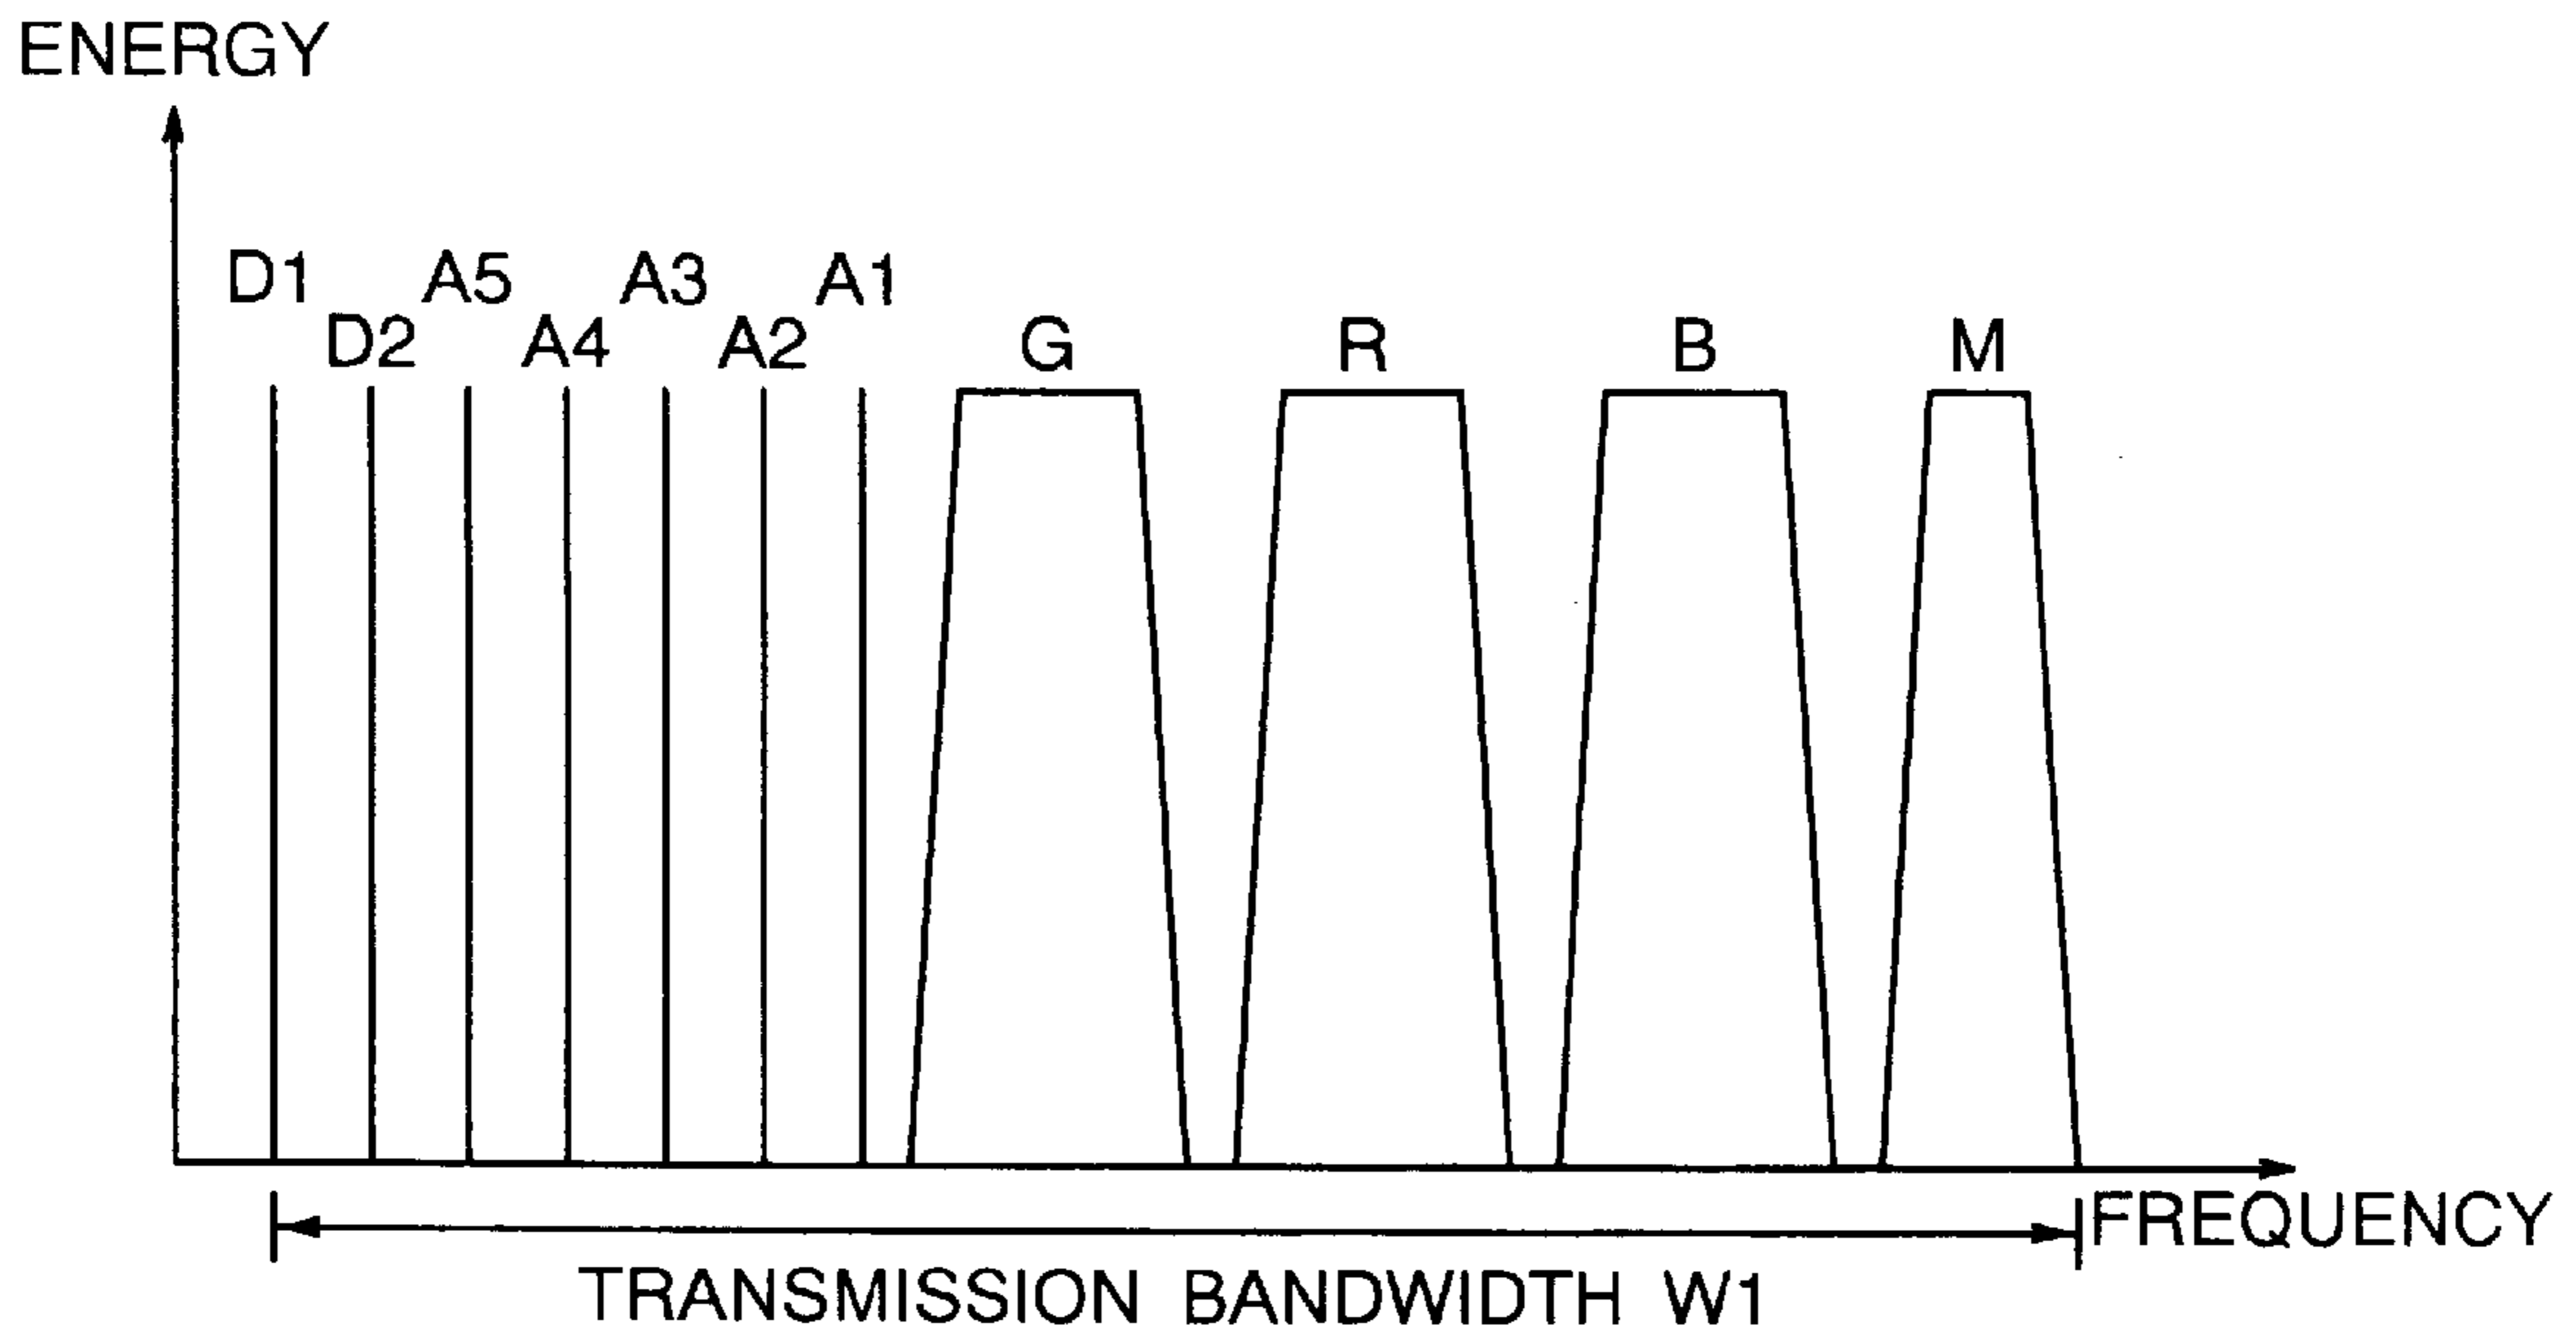 ENERGY
D1 A5 A3 A1
D2 A4 A2 G R B M
FREQUENCY
TRANSMISSION BANDWIDTH W1